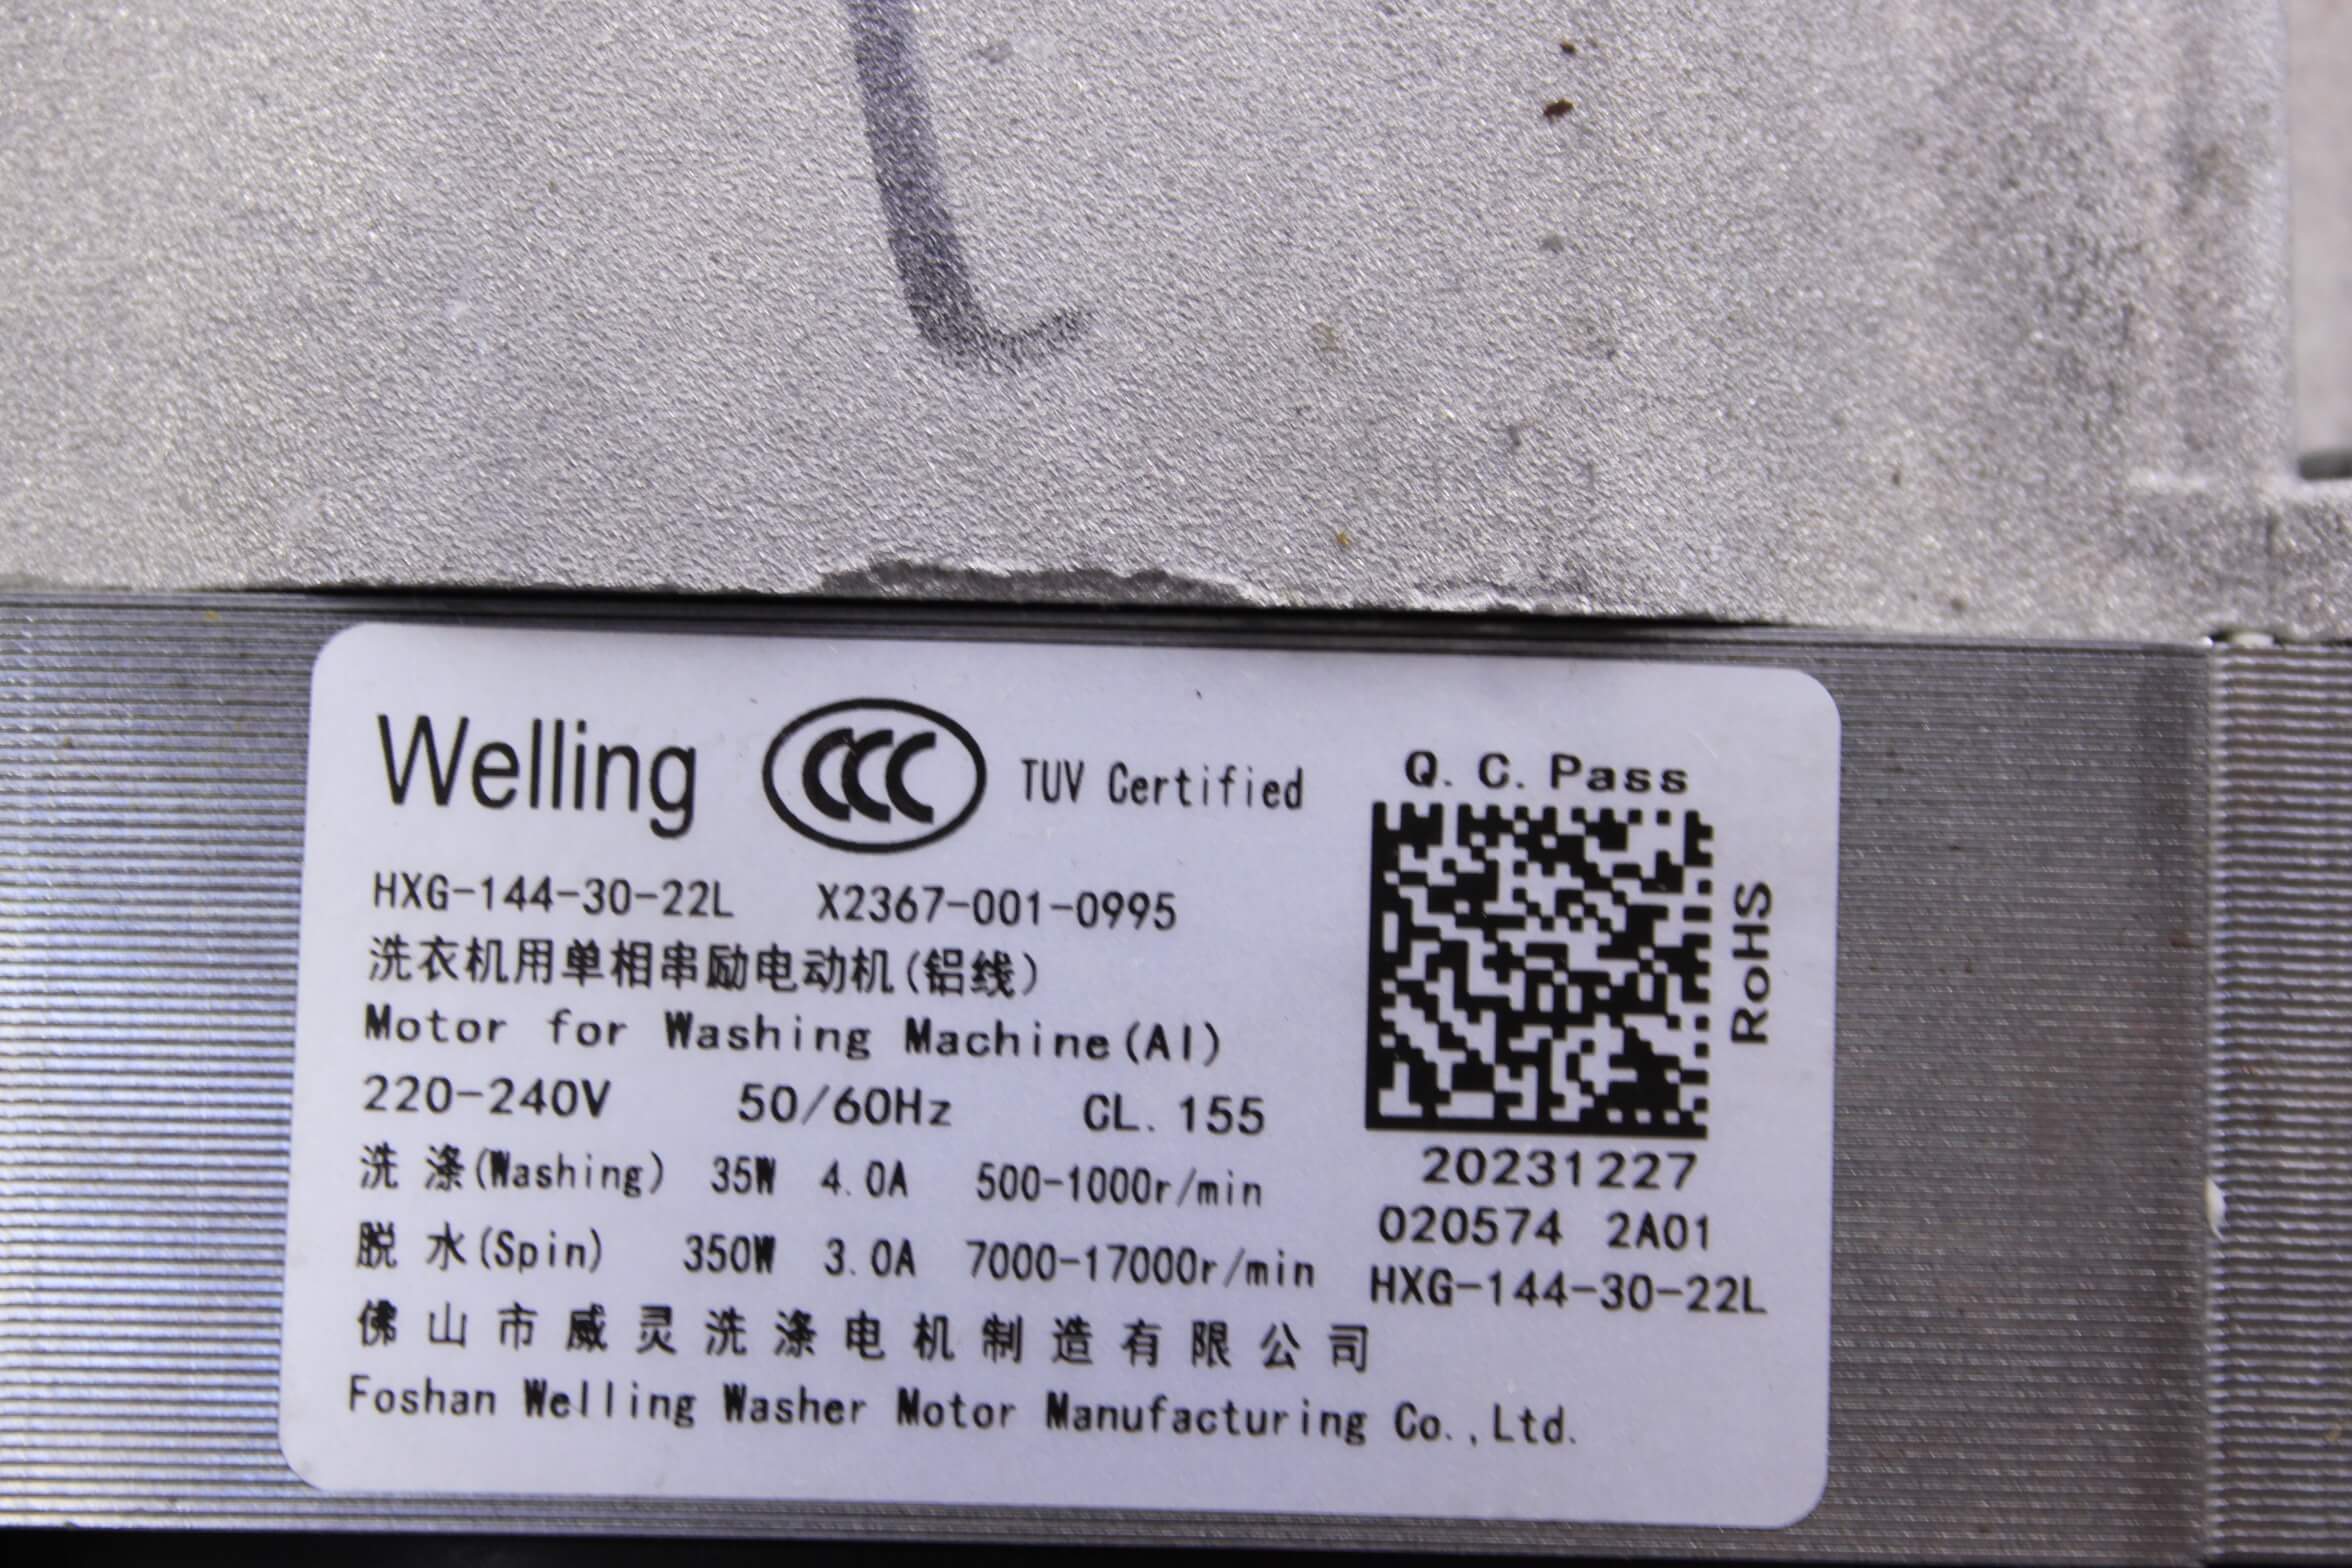 Welling CCC TUV Certified
Q.C.Pass
HXG-144-30-22L X2367-001-0995
洗衣机用单相串励电动机(铝线)
Motor for Washing Machine(Al)
220-240V 50/60Hz CL.155
洗 涤(Washing) 35W 4.0A 500-1000r/min
脱 水(Spin) 350W 3.0A 7000-17000r/min
佛山市威灵洗涤电机制造有限公司
Foshan Welling Washer Motor Manufacturing Co.,Ltd.
RoHS
20231227
020574 2A01
HXG-144-30-22L